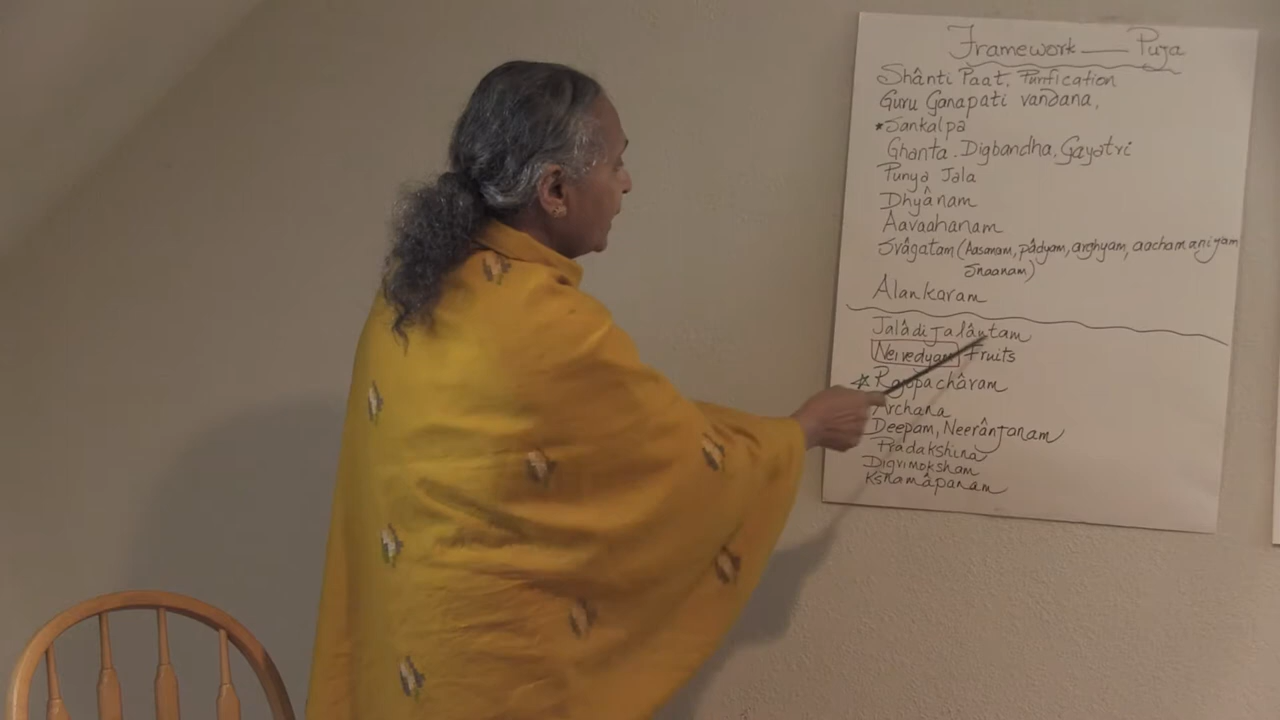 Framework — Puja
Shânti Paat, Purification
Guru Ganapati vandana,
*Sankalpa
Ghanta - Digbandha, Gayatri
Punya Jala
Dhyânam
Aavaahanam
Svâgatam (Aasanam, pâdyam, arghyam, aachamaniyam
Snaanam)
Alankaram
Jalâdi jalântam
Neivedyam Fruits
☆ Rajopachâram
Archana
Deepam, Neerânjanam
Pradakshina
Digvimoksham
Kshamâpanam